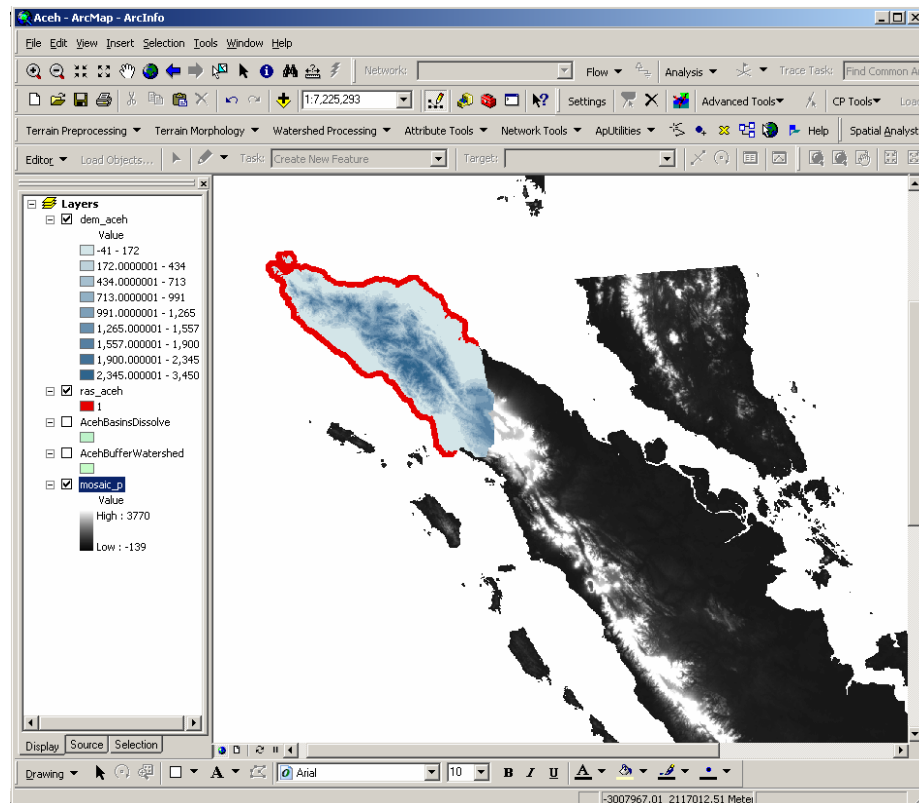 Aceh - ArcMap - ArcInfo
File Edit View Insert Selection Tools Window Help
Network: Flow Analysis Trace Task: Find Common A
1:7,225,293 Settings Advanced Tools CP Tools Loa
Terrain Preprocessing Terrain Morphology Watershed Processing Attribute Tools Network Tools ApUtilities Help Spatial Analyst
Editor Load Objects... Task: Create New Feature Target:
Layers
dem_aceh
Value
-41 - 172
172.0000001 - 434
434.0000001 - 713
713.0000001 - 991
991.0000001 - 1,265
1,265.000001 - 1,557
1,557.000001 - 1,900
1,900.000001 - 2,345
2,345.000001 - 3,450
ras_aceh
1
AcehBasinsDissolve
AcehBufferWatershed
mosaic_p
Value
High : 3770
Low : -139
Display Source Selection
Drawing A Arial 10 B I U A
-3007967.01 2117012.51 Mete